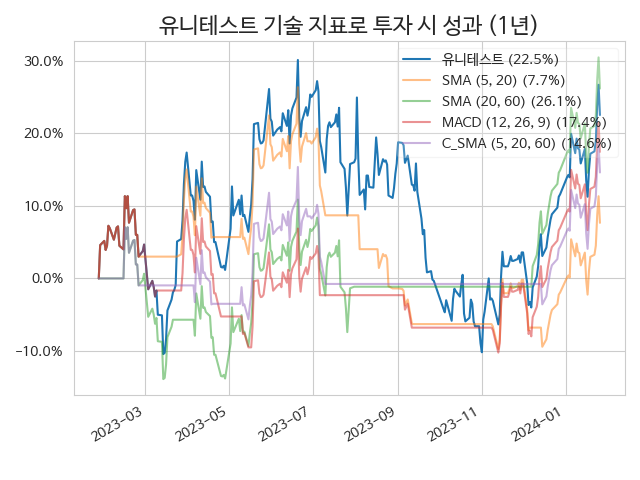 유니테스트 기술 지표로 투자 시 성과 (1년)
30.0%
20.0%
10.0%
0.0%
−10.0%
유니테스트 (22.5%)
SMA (5, 20) (7.7%)
SMA (20, 60) (26.1%)
MACD (12, 26, 9) (17.4%)
C_SMA (5, 20, 60) (14.6%)
2023-03
2023-05
2023-07
2023-09
2023-11
2024-01